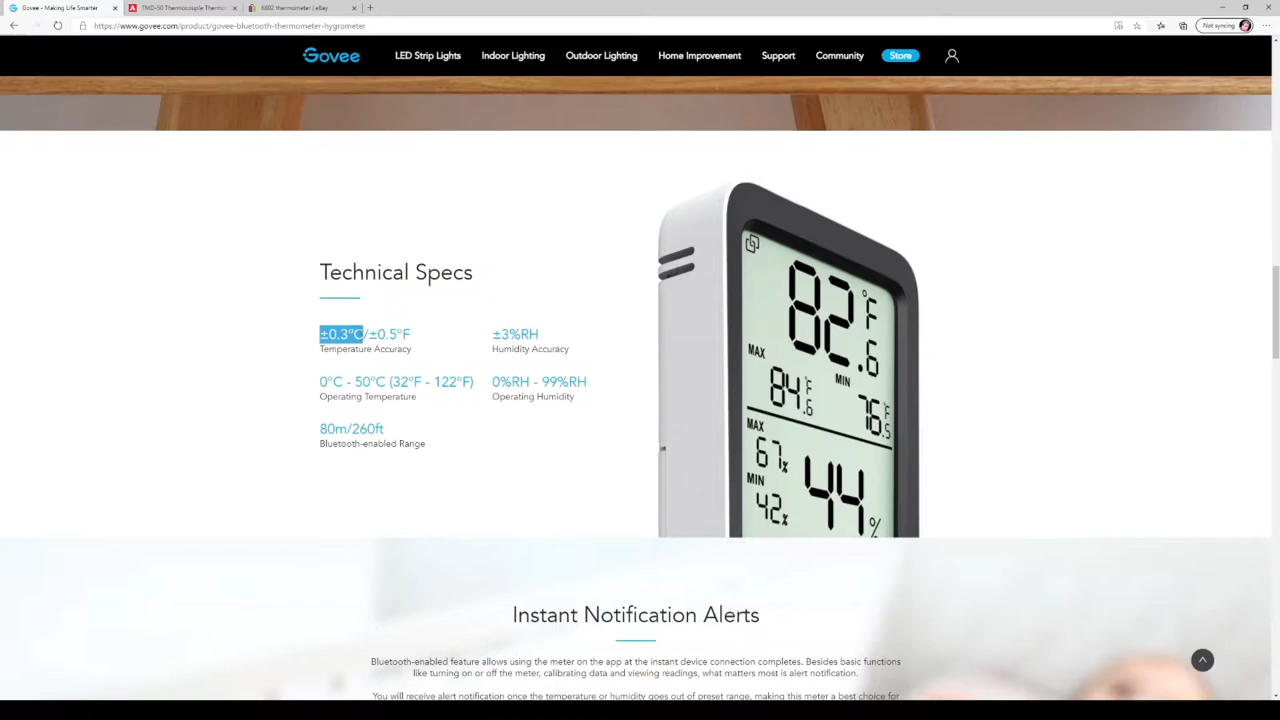 Govee - Making Life Smarter
TMD-50 Thermocouple Thermo
6802 thermometer | eBay
https://www.govee.com/product/govee-bluetooth-thermometer-hygrometer
Not syncing
Govee
LED Strip Lights
Indoor Lighting
Outdoor Lighting
Home Improvement
Support
Community
Store
Technical Specs
±0.3°C/±0.5°F
Temperature Accuracy
±3%RH
Humidity Accuracy
0°C - 50°C (32°F - 122°F)
Operating Temperature
0%RH - 99%RH
Operating Humidity
80m/260ft
Bluetooth-enabled Range
82.6°F
MAX
84.6°F
MIN
76.5°F
MAX
67%
MIN
42%
44%
Instant Notification Alerts
Bluetooth-enabled feature allows using the meter on the app at the instant device connection completes. Besides basic functions
like turning on or off the meter, calibrating data and viewing readings, what matters most is alert notification.
You will receive alert notification once the temperature or humidity goes out of preset range, making this meter a best choice for